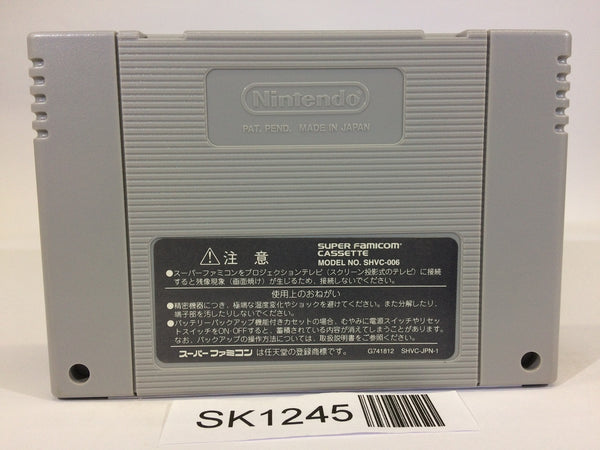 Nintendo
PAT. PEND. MADE IN JAPAN
⚠注意
SUPER FAMICOM
CASSETTE
MODEL NO. SHVC-006
●スーパーファミコンをプロジェクションテレビ(スクリーン投影式のテレビ)に接続
すると残像現象(画面焼け)が生じるため、接続しないでください。
使用上のおねがい
●精密機器につき、極端な温度変化やショックを避けてください。また分解したり、
端子部を汚したりしないでください。
●バッテリーバックアップ機能付きカセットの場合、むやみに電源スイッチやリセッ
トスイッチをON・OFFすると、蓄積されている内容が消えてしまうことがあります。
なお、バックアップの操作方法については、取扱説明書をご参照ください。
スーパーファミコンは任天堂の登録商標です。
G741812 SHVC-JPN-1
SK1245